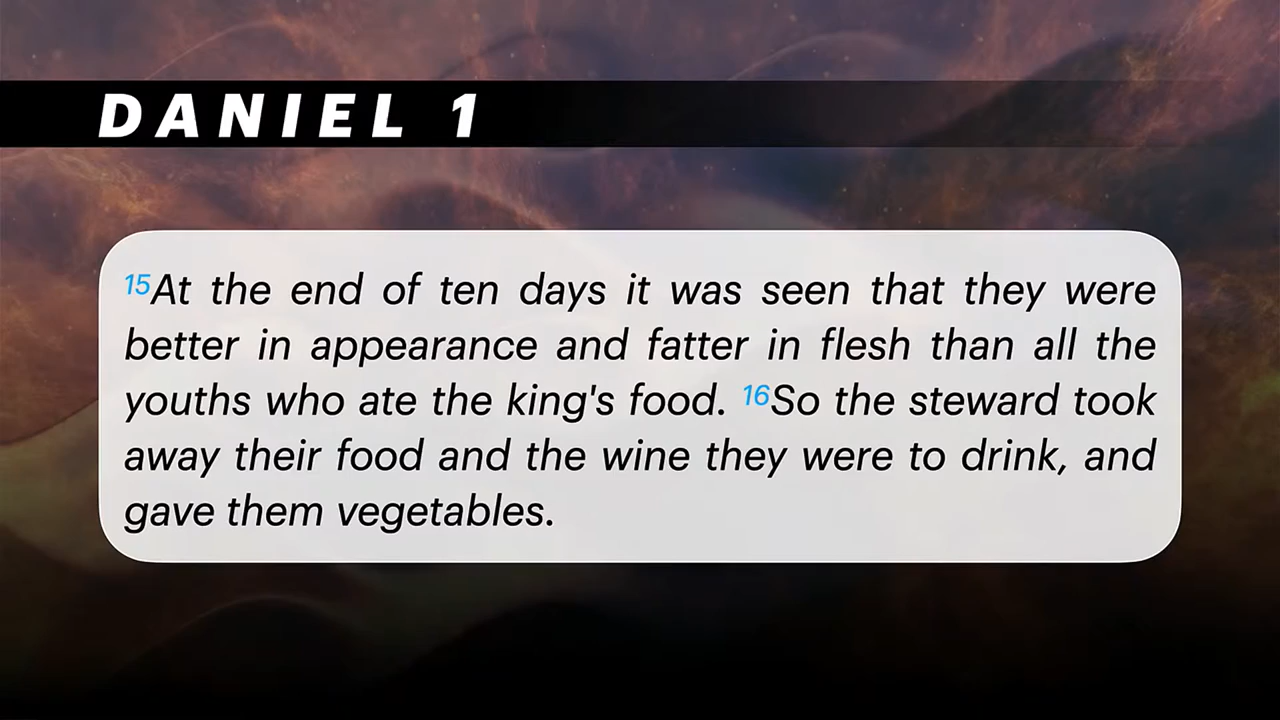 DANIEL 1
15At the end of ten days it was seen that they were
better in appearance and fatter in flesh than all the
youths who ate the king's food. 16So the steward took
away their food and the wine they were to drink, and
gave them vegetables.